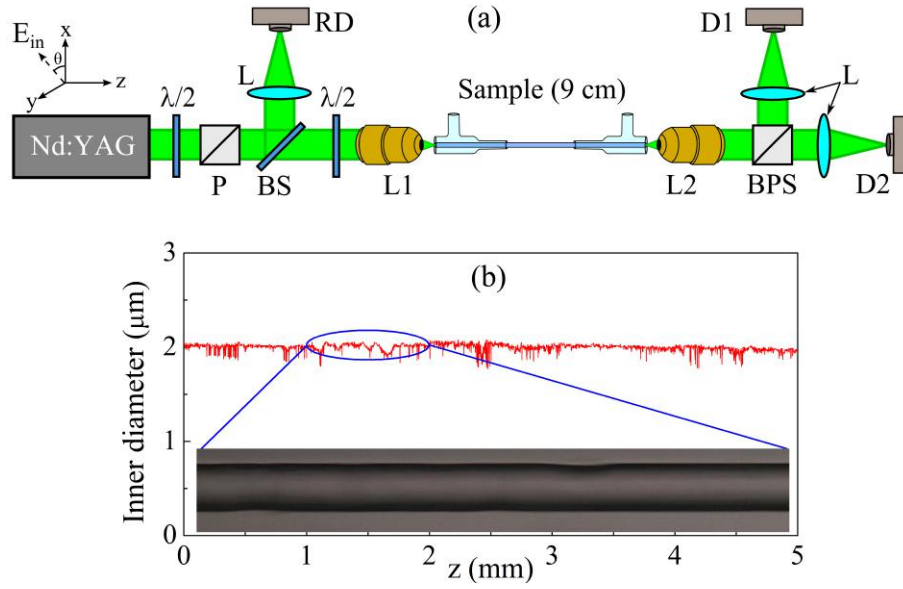 (a)
RD
D1
x
E_in
θ
z
y
λ/2
L
λ/2
Sample (9 cm)
L
Nd:YAG
P
BS
L1
L2
BPS
D2
(b)
Inner diameter (μm)
3
2
1
0
0 1 2 3 4 5
z (mm)